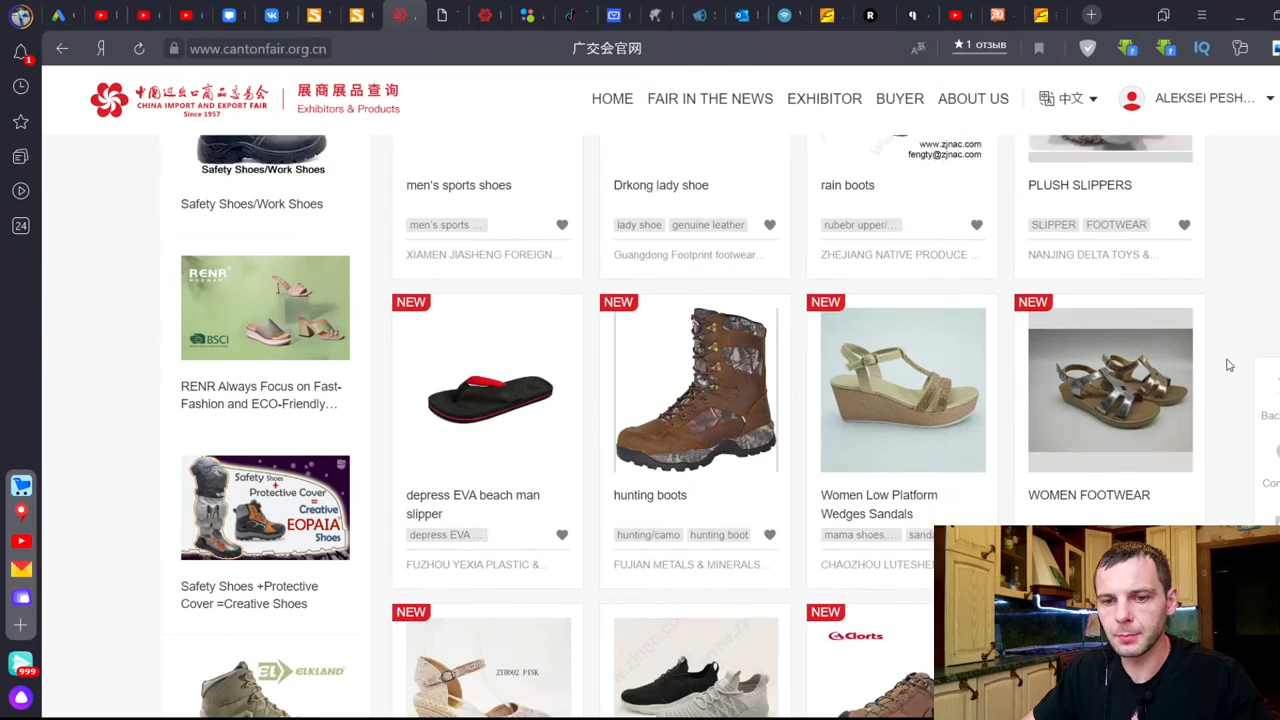 www.cantonfair.org.cn
广交会官网
1 отзыв
中国进出口商品交易会
CHINA IMPORT AND EXPORT FAIR
Since 1957
展商展品查询
Exhibitors & Products
HOME
FAIR IN THE NEWS
EXHIBITOR
BUYER
ABOUT US
中文
ALEKSEI PESH...
Safety Shoes/Work Shoes
Safety Shoes/Work Shoes
www.zjnac.com
fengty@zjnac.com
men's sports shoes
Drkong lady shoe
rain boots
PLUSH SLIPPERS
men's sports ...
lady shoe
genuine leather
rubebr upper/...
SLIPPER
FOOTWEAR
XIAMEN JIASHENG FOREIGN...
Guangdong Footprint footwear...
ZHEJIANG NATIVE PRODUCE ...
NANJING DELTA TOYS &...
RENR
BSCI
RENR Always Focus on Fast-
Fashion and ECO-Friendly...
NEW
NEW
NEW
NEW
depress EVA beach man
slipper
hunting boots
Women Low Platform
Wedges Sandals
WOMEN FOOTWEAR
depress EVA ...
hunting/camo
hunting boot
mama shoes,...
FUZHOU YEXIA PLASTIC &...
FUJIAN METALS & MINERALS...
Safety Shoes
+
Protective Cover
=
Creative
EOPAIA
Shoes
Safety Shoes +Protective
Cover =Creative Shoes
ELKLAND
NEW
ZYH002 PINK
NEW
Clorts
1
24
999
IQ